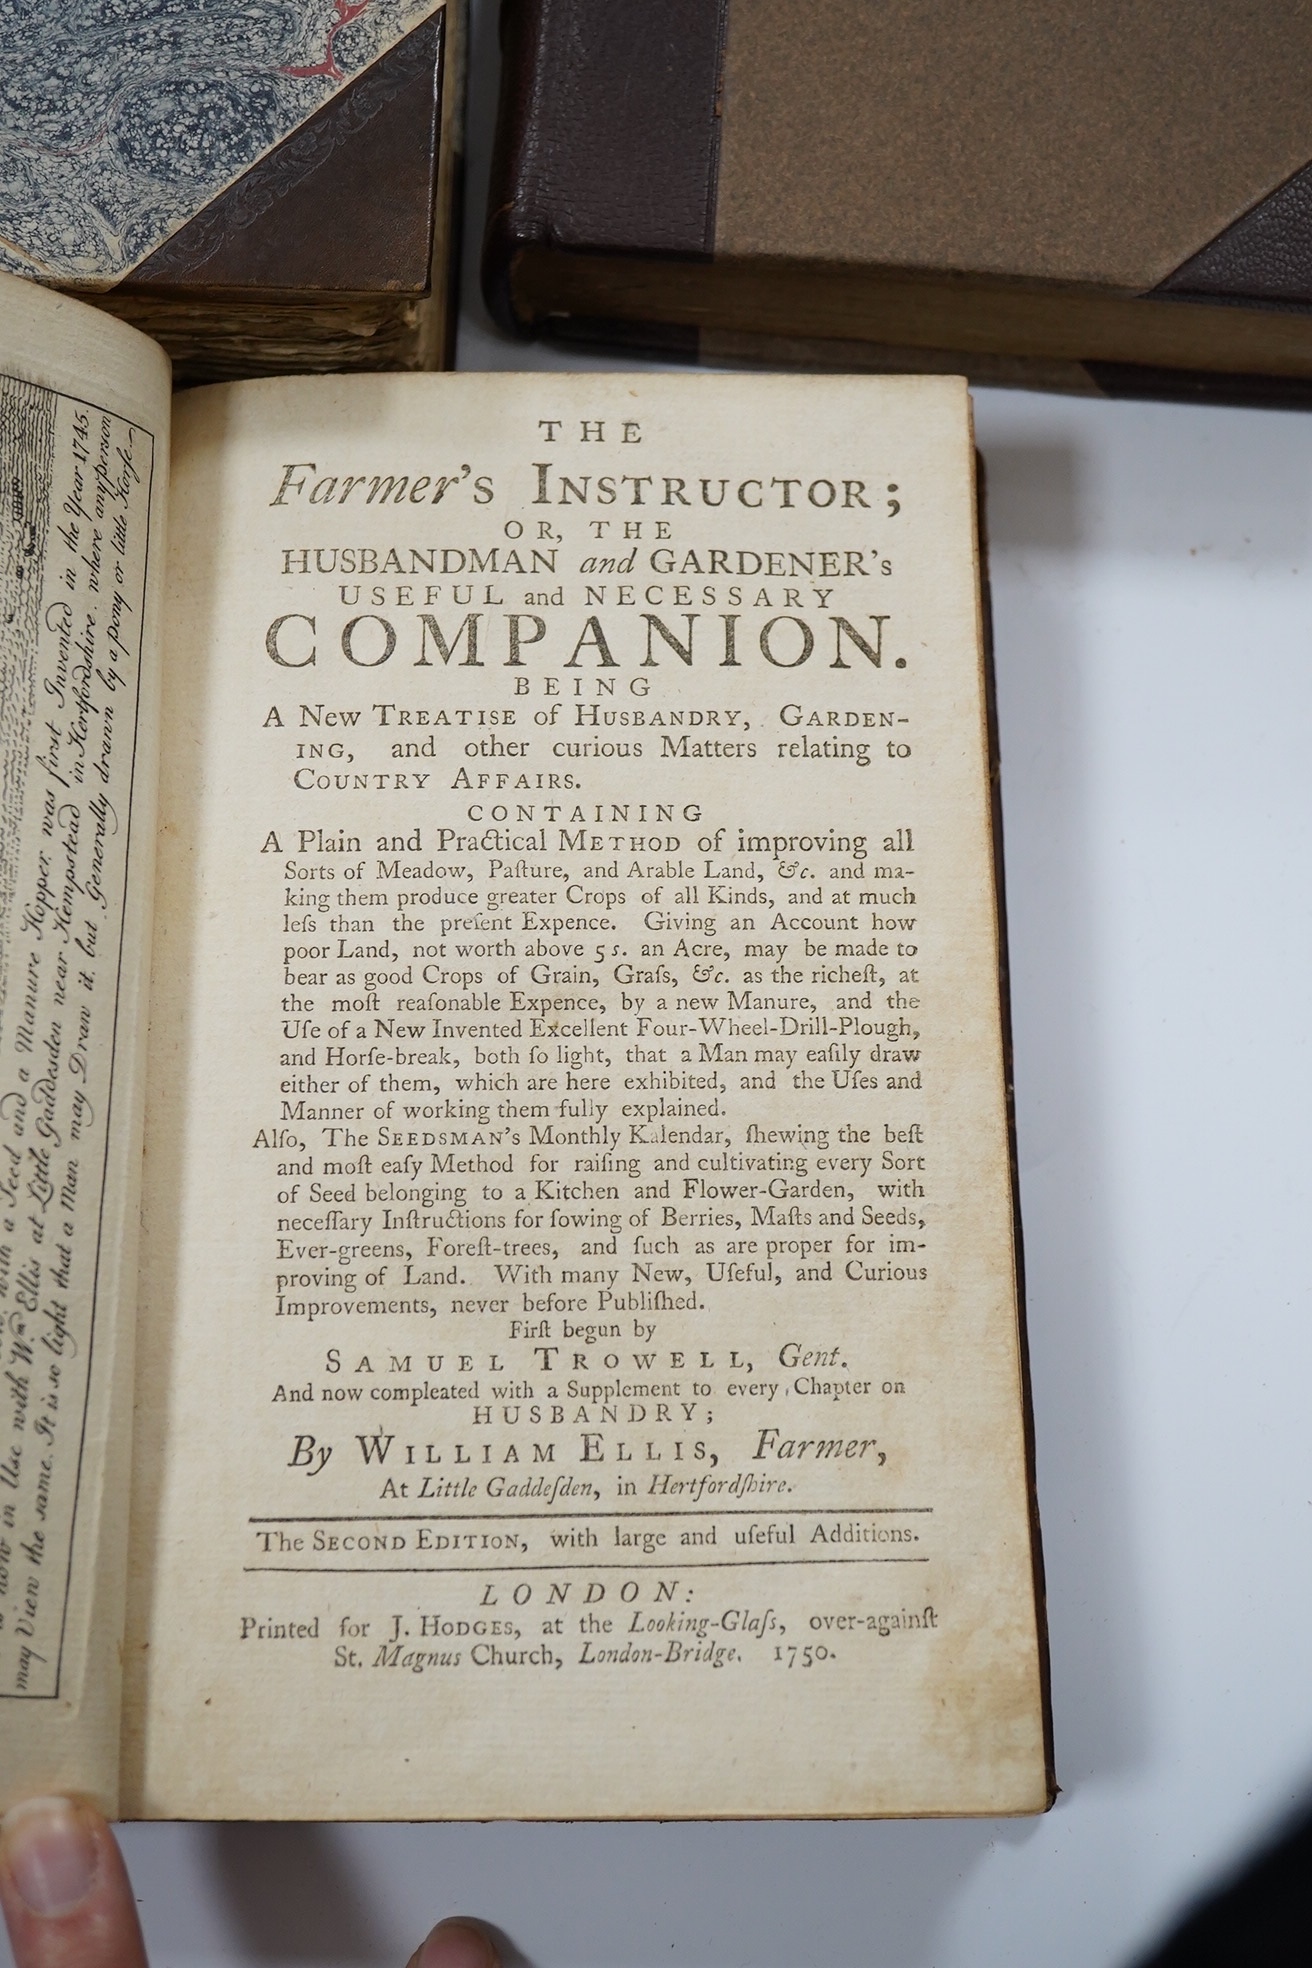 first Invented in the Year 1745.
with a Seed and a Manure Hopper, was
now in Use with Wm. Ellis at Little Gaddesden near Hempstead in Hertfordshire. where any person
may View the same. It is so light that a Man may Draw it, but Generally drawn by a pony or little Horse.
THE
Farmer's INSTRUCTOR;
OR, THE
HUSBANDMAN and GARDENER's
USEFUL and NECESSARY
COMPANION.
BEING
A New TREATISE of HUSBANDRY, GARDEN-
ING, and other curious Matters relating to
COUNTRY AFFAIRS.
CONTAINING
A Plain and Practical METHOD of improving all
Sorts of Meadow, Paſture, and Arable Land, &c. and ma-
king them produce greater Crops of all Kinds, and at much
leſs than the preſent Expence. Giving an Account how
poor Land, not worth above 5 s. an Acre, may be made to
bear as good Crops of Grain, Graſs, &c. as the richeſt, at
the moſt reaſonable Expence, by a new Manure, and the
Uſe of a New Invented Excellent Four-Wheel-Drill-Plough,
and Horſe-break, both ſo light, that a Man may eaſily draw
either of them, which are here exhibited, and the Uſes and
Manner of working them fully explained.
Alſo, The SEEDSMAN's Monthly Kalendar, ſhewing the beſt
and moſt eaſy Method for raiſing and cultivating every Sort
of Seed belonging to a Kitchen and Flower-Garden, with
neceſſary Inſtructions for ſowing of Berries, Maſts and Seeds,
Ever-greens, Foreſt-trees, and ſuch as are proper for im-
proving of Land. With many New, Uſeful, and Curious
Improvements, never before Publiſhed.
Firſt begun by
SAMUEL TROWELL, Gent.
And now compleated with a Supplement to every Chapter on
HUSBANDRY;
By WILLIAM ELLIS, Farmer,
At Little Gaddeſden, in Hertfordſhire.
The SECOND EDITION, with large and uſeful Additions.
LONDON:
Printed for J. HODGES, at the Looking-Glaſs, over-againſt
St. Magnus Church, London-Bridge. 1750.